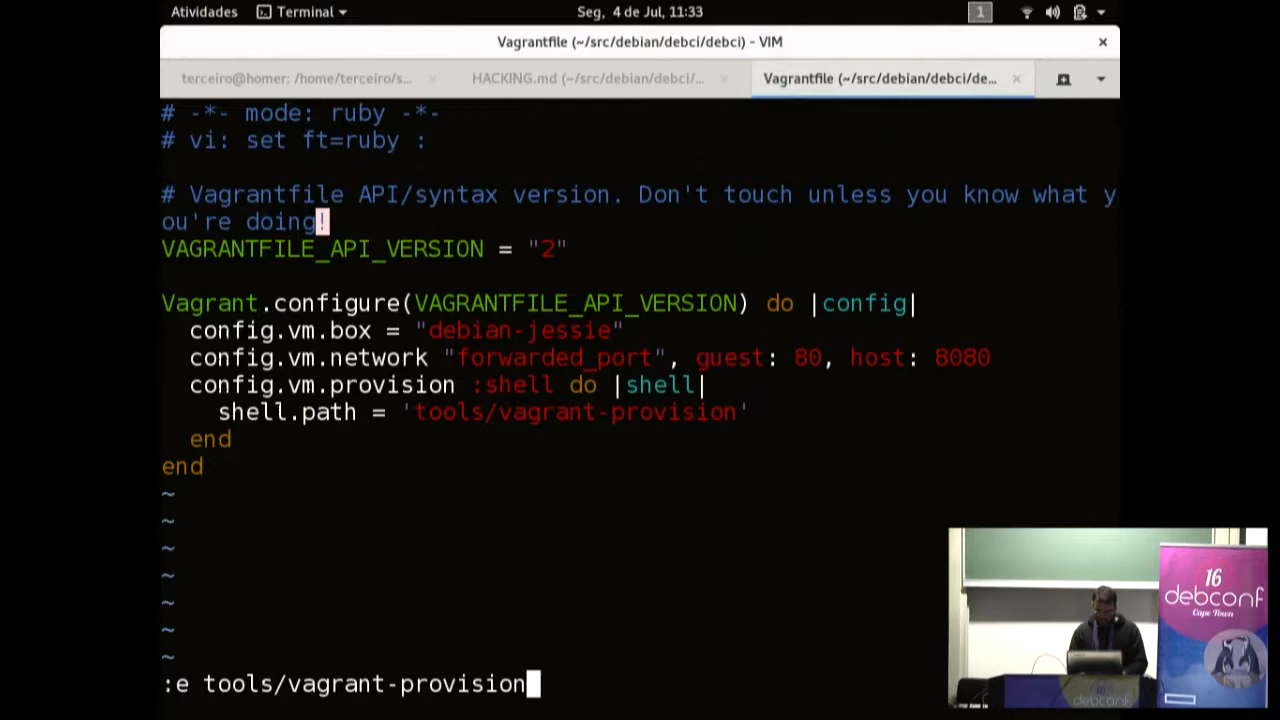 Atividades Terminal Seg, 4 de Jul, 11:33 1
Vagrantfile (~/src/debian/debci/debci) - VIM
terceiro@homer: /home/terceiro/s... HACKING.md (~/src/debian/debci/... Vagrantfile (~/src/debian/debci/de...
# -*- mode: ruby -*-
# vi: set ft=ruby :
# Vagrantfile API/syntax version. Don't touch unless you know what y
ou're doing!
VAGRANTFILE_API_VERSION = "2"
Vagrant.configure(VAGRANTFILE_API_VERSION) do |config|
config.vm.box = "debian-jessie"
config.vm.network "forwarded_port", guest: 80, host: 8080
config.vm.provision :shell do |shell|
shell.path = 'tools/vagrant-provision'
end
end
~
~
~
~
~
~
~
:e tools/vagrant-provision
16
debconf
Cape Town
debconf